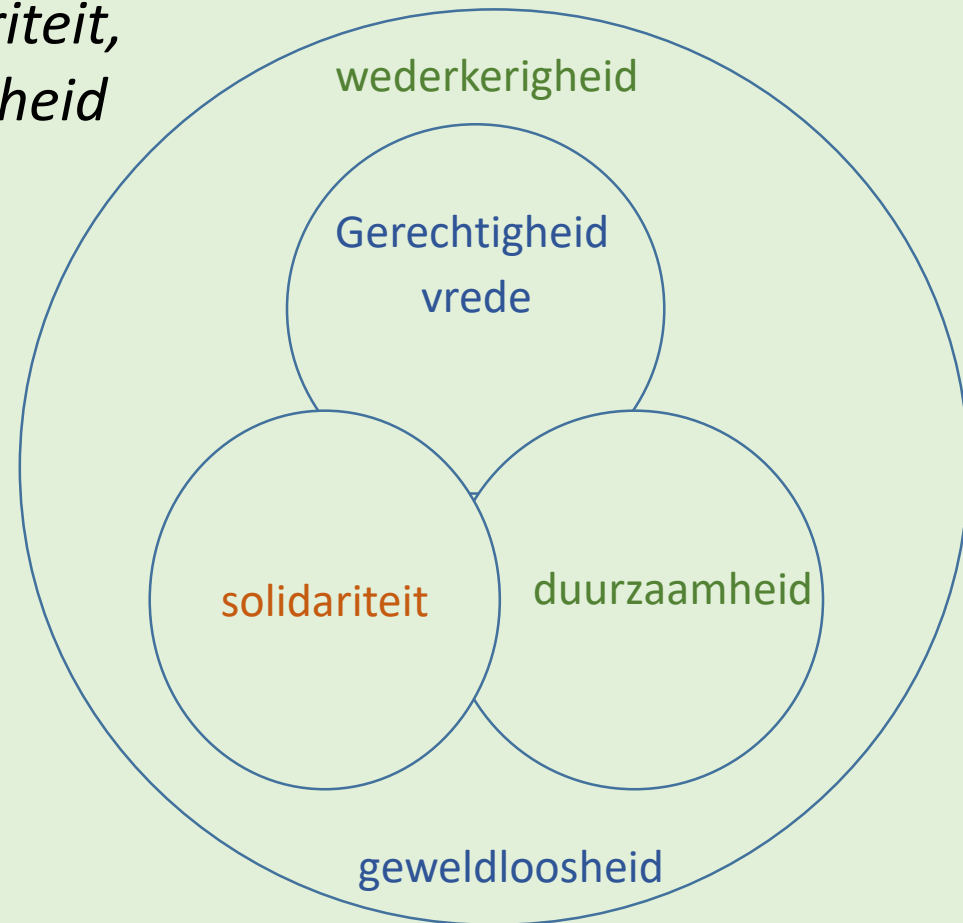 riteit,
heid
wederkerigheid
Gerechtigheid
vrede
solidariteit
duurzaamheid
geweldloosheid